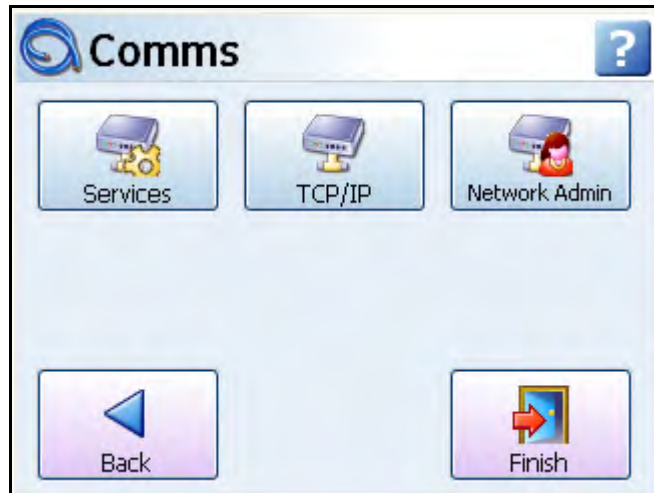 Comms
?
Services
TCP/IP
Network Admin
Back
Finish